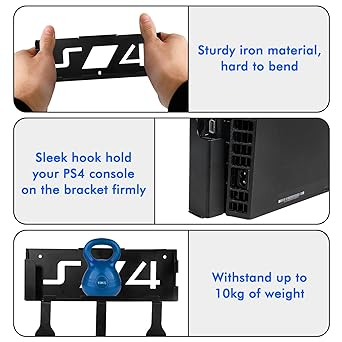 Sturdy iron material,
hard to bend
Sleek hook hold
your PS4 console
on the bracket firmly
Withstand up to
10kg of weight